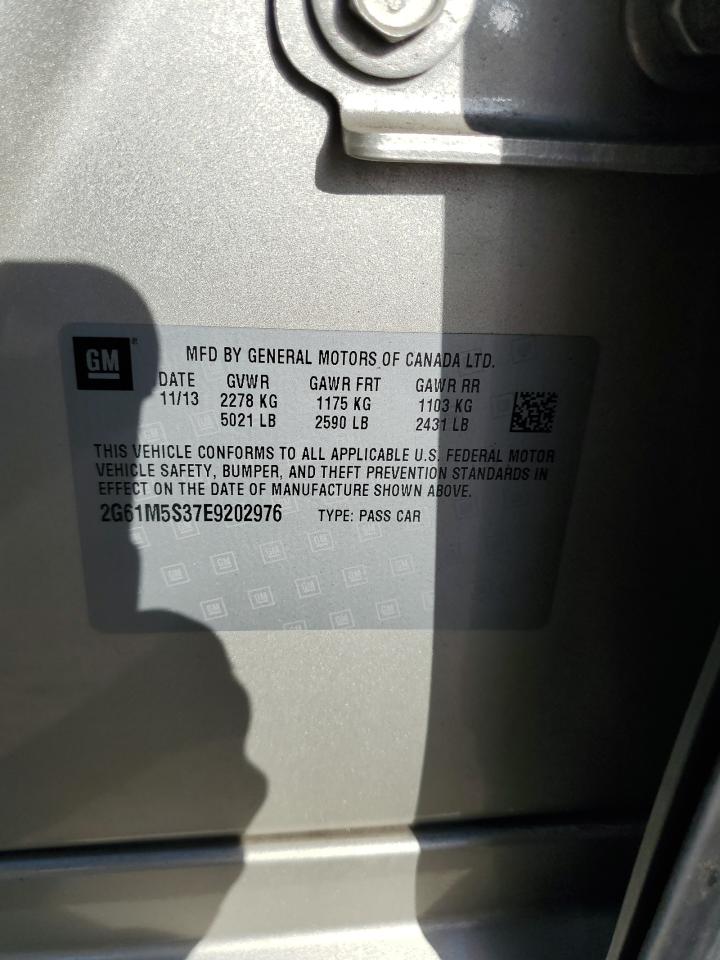 GM
MFD BY GENERAL MOTORS OF CANADA LTD.
DATE GVWR GAWR FRT GAWR RR
11/13 2278 KG 1175 KG 1103 KG
5021 LB 2590 LB 2431 LB
THIS VEHICLE CONFORMS TO ALL APPLICABLE U.S. FEDERAL MOTOR
VEHICLE SAFETY, BUMPER, AND THEFT PREVENTION STANDARDS IN
EFFECT ON THE DATE OF MANUFACTURE SHOWN ABOVE.
2G61M5S37E9202976 TYPE: PASS CAR